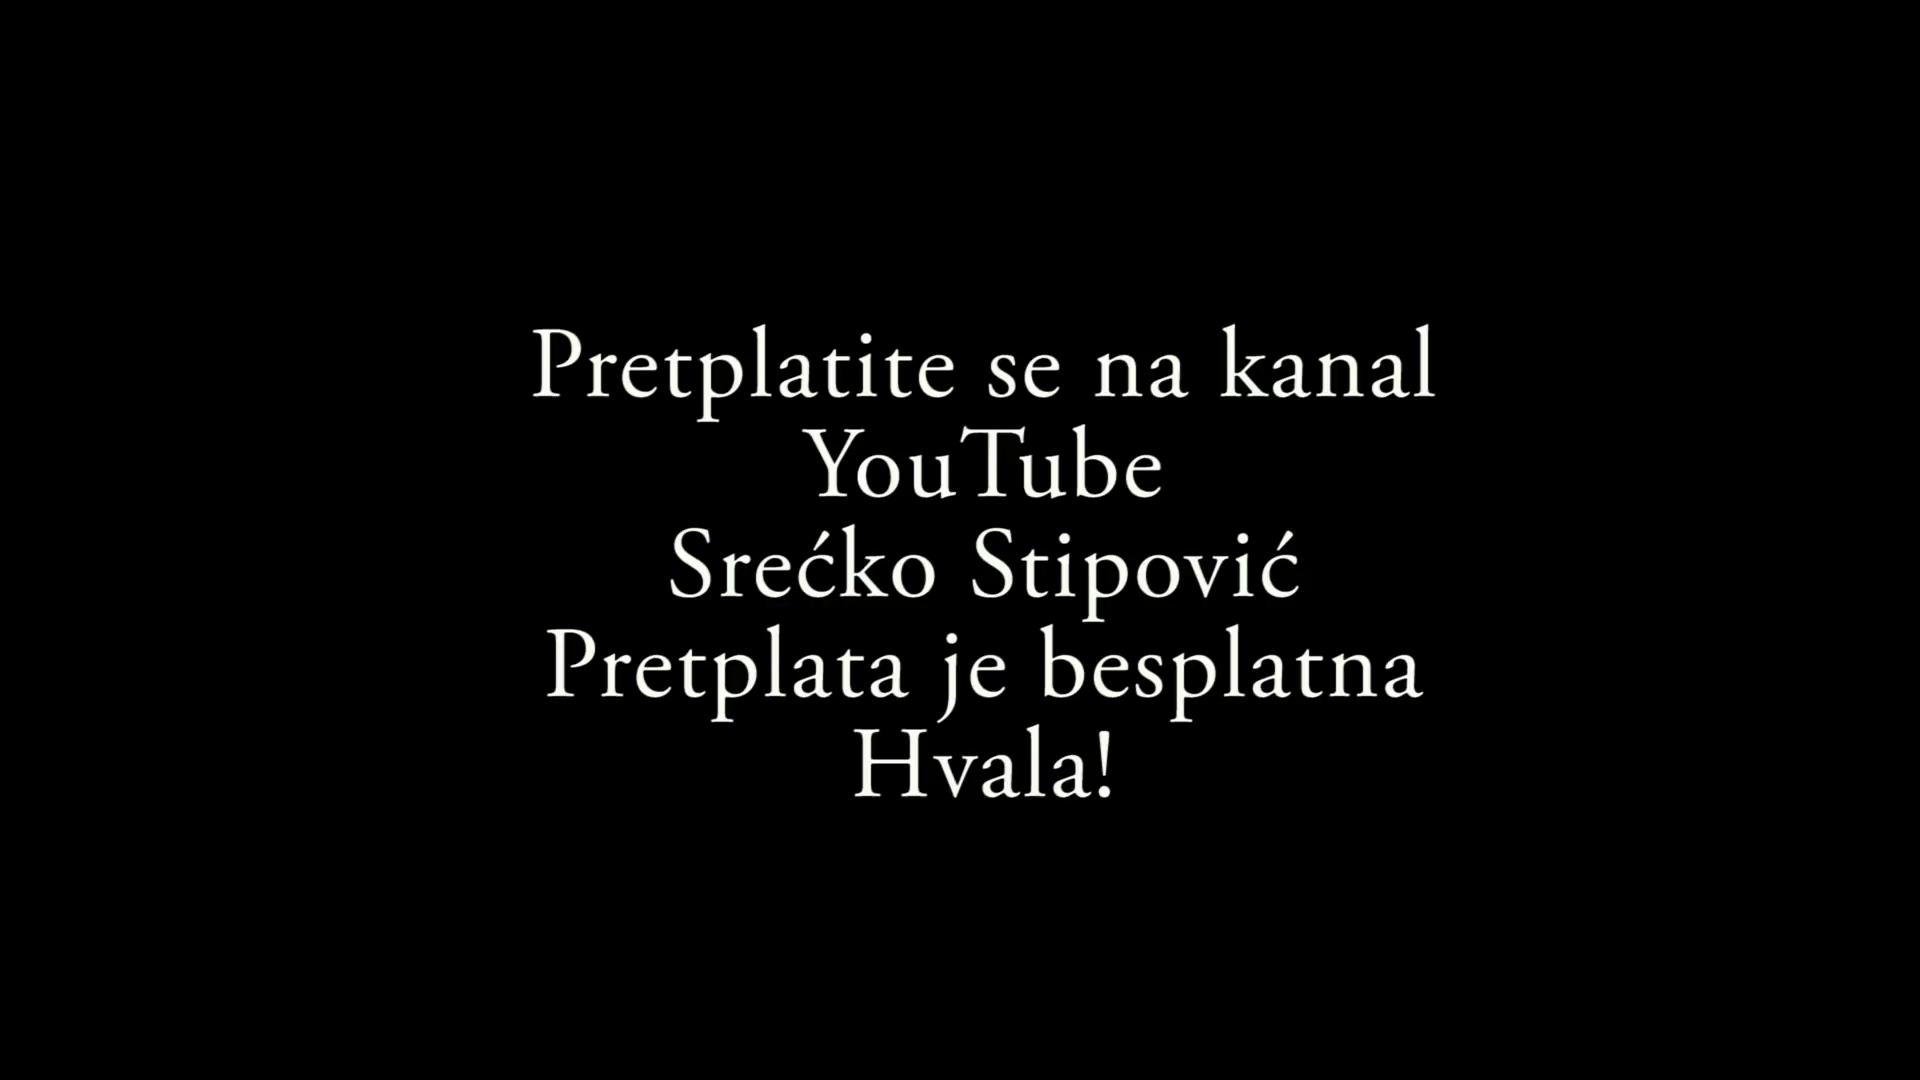 Pretplatite se na kanal
YouTube
Srećko Stipović
Pretplata je besplatna
Hvala!